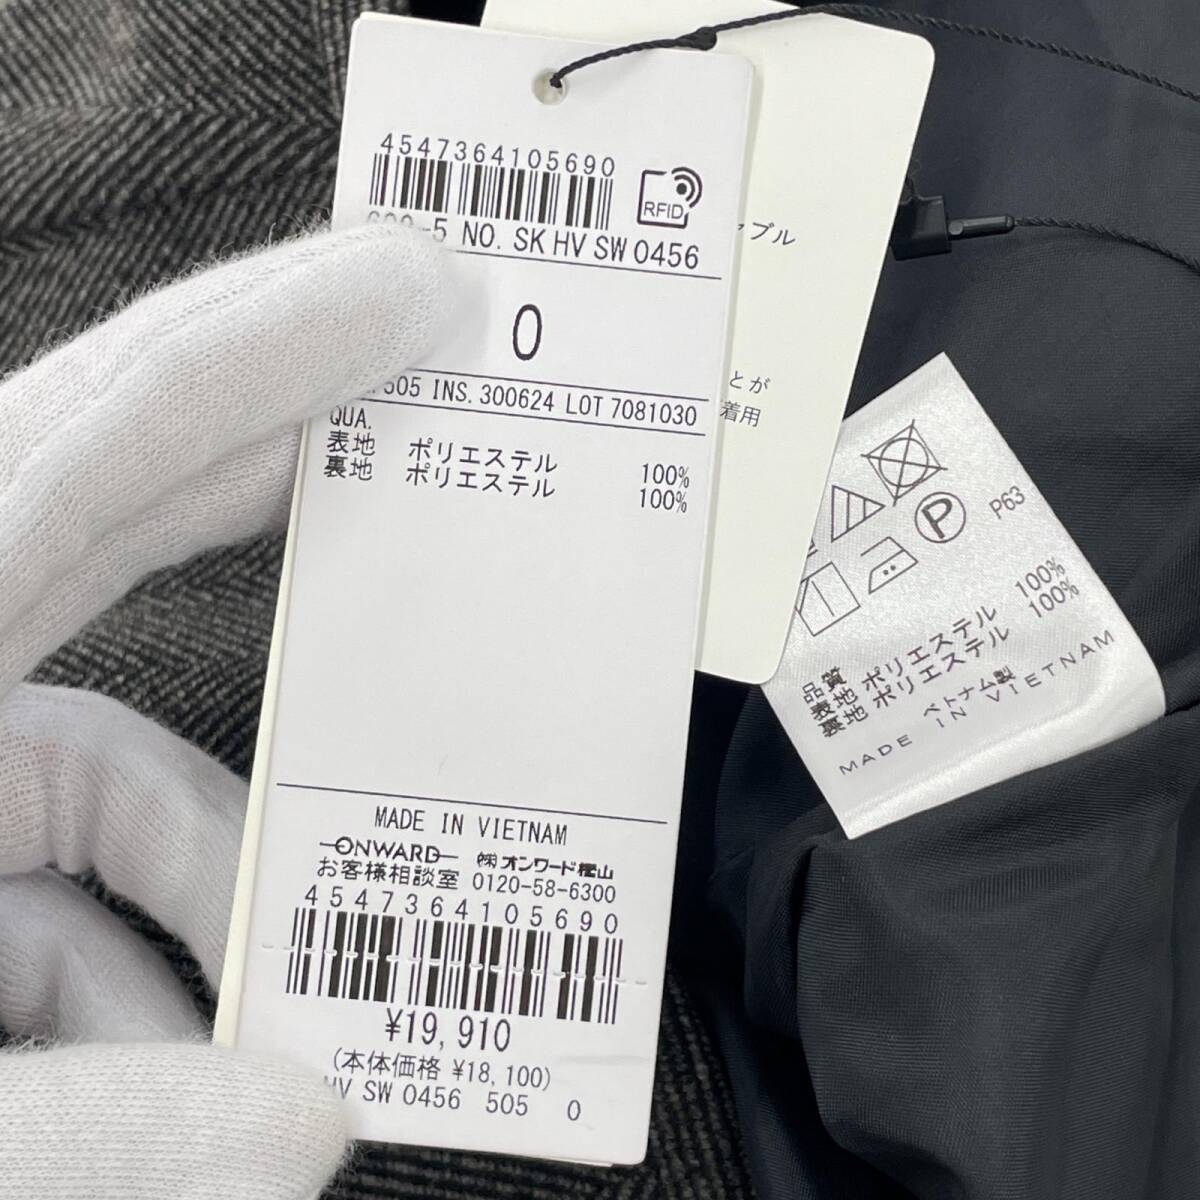 4547364105690
RFID
-5 NO. SK HV SW 0456
0
505 INS. 300624 LOT 7081030
QUA.
表地 ポリエステル 100%
裏地 ポリエステル 100%
MADE IN VIETNAM
ONWARD ㈱オンワード樫山
お客様相談室 0120-58-6300
4547364105690
¥19,910
(本体価格 ¥18,100)
HV SW 0456 505 0
プル
とが
着用
P
P63
品質
表地 ポリエステル 100%
裏地 ポリエステル 100%
ベトナム製
MADE IN VIETNAM